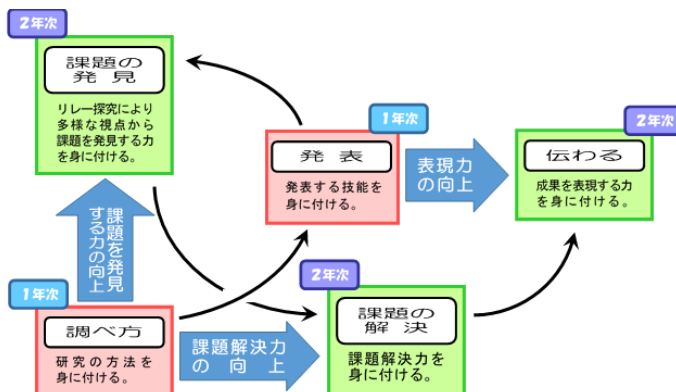 2年次
課題の
発見
リレー探究により
多様な視点から
課題を発見する力
を身に付ける。
1年次
発表
発表する技能を
身に付ける。
表現力
の向上
2年次
伝わる
成果を表現する力
を身に付ける。
課題を発見
する力の向上
1年次
調べ方
研究の方法を
身に付ける。
課題解決力
の向上
2年次
課題の
解決
課題解決力を
身に付ける。